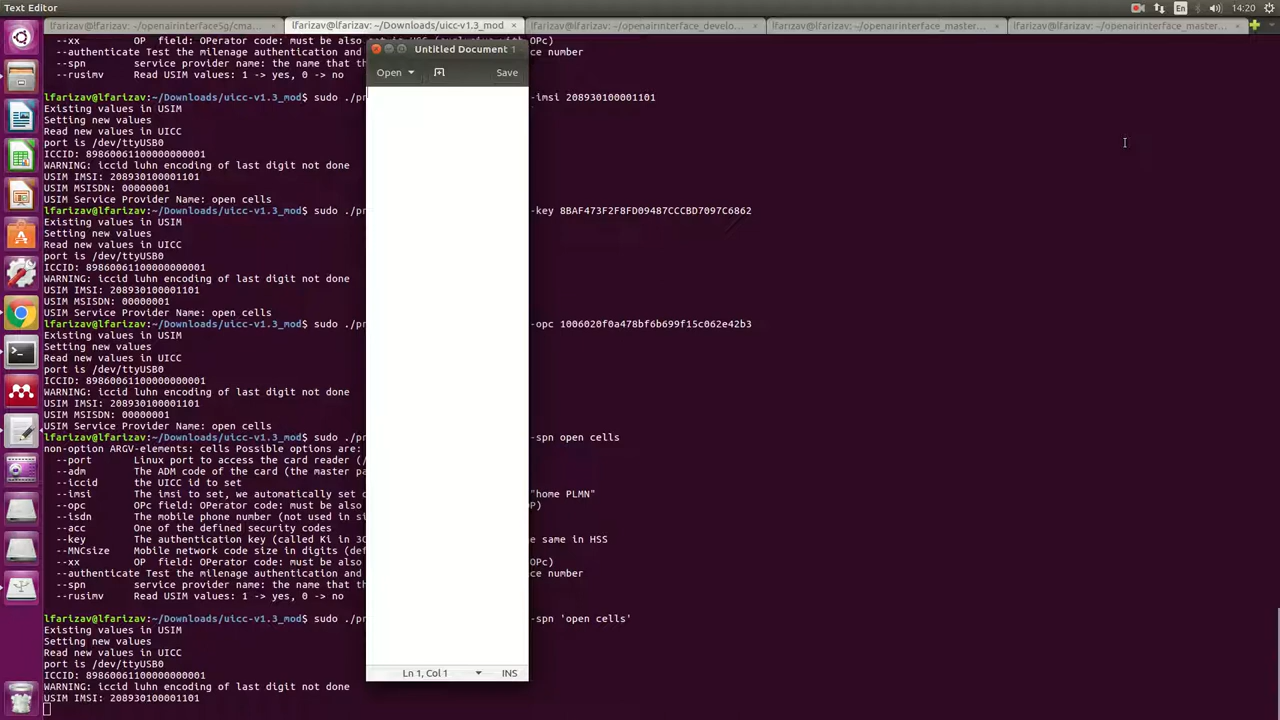 Text Editor
En
14:20
lfarizav@lfarizav: ~/openairinterface5g/cma...
lfarizav@lfarizav: ~/Downloads/uicc-v1.3_mod
lfarizav@lfarizav: ~/openairinterface_develo...
lfarizav@lfarizav: ~/openairinterface_master...
lfarizav@lfarizav: ~/openairinterface_master...
--xx OP field: OPerator code: must be also
--authenticate Test the milenage authentication and ce number
--spn service provider name: the name that th
--rusimv Read USIM values: 1 -> yes, 0 -> no
lfarizav@lfarizav:~/Downloads/uicc-v1.3_mod$ sudo ./pr -imsi 208930100001101
Existing values in USIM
Setting new values
Read new values in UICC
port is /dev/ttyUSB0
ICCID: 89860061100000000001
WARNING: iccid luhn encoding of last digit not done
USIM IMSI: 208930100001101
USIM MSISDN: 00000001
USIM Service Provider Name: open cells
lfarizav@lfarizav:~/Downloads/uicc-v1.3_mod$ sudo ./pr -key 8BAF473F2F8FD09487CCCBD7097C6862
Existing values in USIM
Setting new values
Read new values in UICC
port is /dev/ttyUSB0
ICCID: 89860061100000000001
WARNING: iccid luhn encoding of last digit not done
USIM IMSI: 208930100001101
USIM MSISDN: 00000001
USIM Service Provider Name: open cells
lfarizav@lfarizav:~/Downloads/uicc-v1.3_mod$ sudo ./pr -opc 1006020f0a478bf6b699f15c062e42b3
Existing values in USIM
Setting new values
Read new values in UICC
port is /dev/ttyUSB0
ICCID: 89860061100000000001
WARNING: iccid luhn encoding of last digit not done
USIM IMSI: 208930100001101
USIM MSISDN: 00000001
USIM Service Provider Name: open cells
lfarizav@lfarizav:~/Downloads/uicc-v1.3_mod$ sudo ./pr -spn open cells
non-option ARGV-elements: cells Possible options are:
--port Linux port to access the card reader (/
--adm The ADM code of the card (the master pa
--iccid the UICC id to set
--imsi The imsi to set, we automatically set o "home PLMN"
--opc OPc field: OPerator code: must be also P)
--isdn The mobile phone number (not used in si
--acc One of the defined security codes
--key The authentication key (called Ki in 3G e same in HSS
--MNCsize Mobile network code size in digits (def
--xx OP field: OPerator code: must be also OPc)
--authenticate Test the milenage authentication and ce number
--spn service provider name: the name that th
--rusimv Read USIM values: 1 -> yes, 0 -> no
lfarizav@lfarizav:~/Downloads/uicc-v1.3_mod$ sudo ./pr -spn 'open cells'
Existing values in USIM
Setting new values
Read new values in UICC
port is /dev/ttyUSB0
ICCID: 89860061100000000001
WARNING: iccid luhn encoding of last digit not done
USIM IMSI: 208930100001101
Untitled Document 1
Open
Save
Ln 1, Col 1
INS